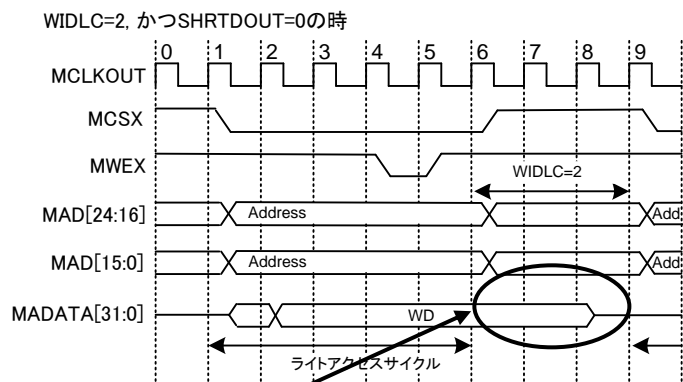 WIDLC=2, かつSHRTDOUT=0の時
0 1 2 3 4 5 6 7 8 9
MCLKOUT
MCSX
MWEX
WIDLC=2
MAD[24:16] Address Add
MAD[15:0] Address Add
MADATA[31:0] WD
ライトアクセスサイクル